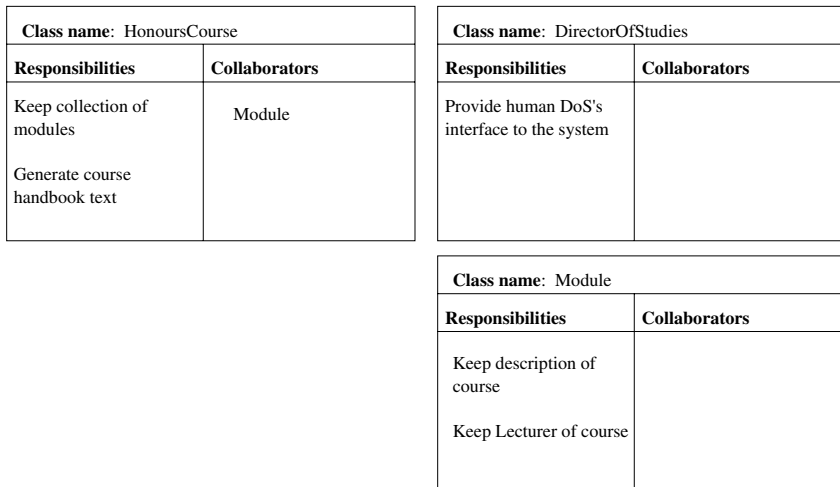 Class name: HonoursCourse
Responsibilities Collaborators
Keep collection of
modules
Module
Generate course
handbook text
Class name: DirectorOfStudies
Responsibilities Collaborators
Provide human DoS's
interface to the system
Class name: Module
Responsibilities Collaborators
Keep description of
course
Keep Lecturer of course